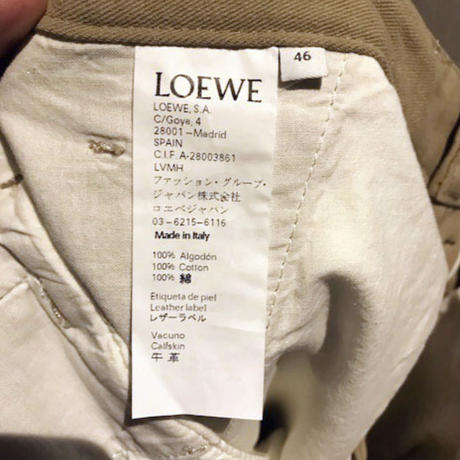 46
LOEWE
LOEWE, S.A.
C/Goya, 4
28001-Madrid
SPAIN
C.I.F. A-28003861
LVMH
ファッション・グループ・
ジャパン株式会社
ロエベジャパン
03-6215-6116
Made in Italy
100% Algodón
100% Cotton
100% 綿
Etiqueta de piel
Leather label
レザーラベル
Vacuno
Calfskin
牛革